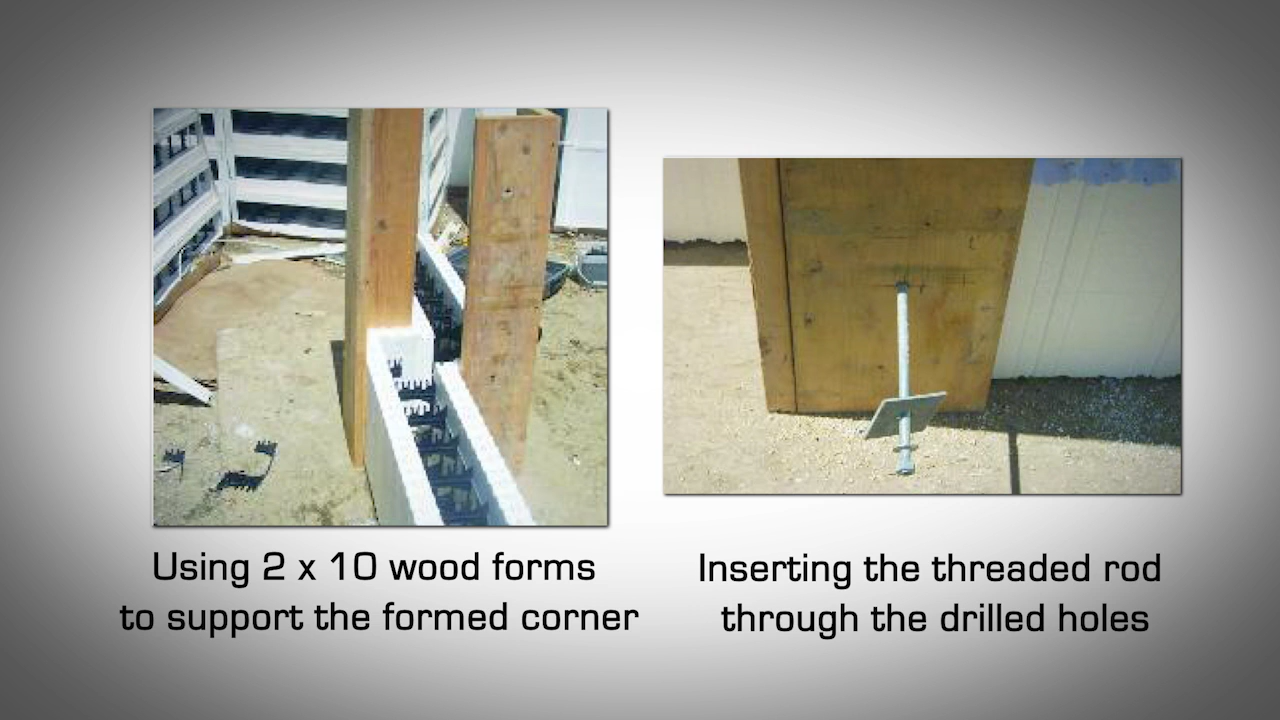 Using 2 x 10 wood forms
to support the formed corner
Inserting the threaded rod
through the drilled holes